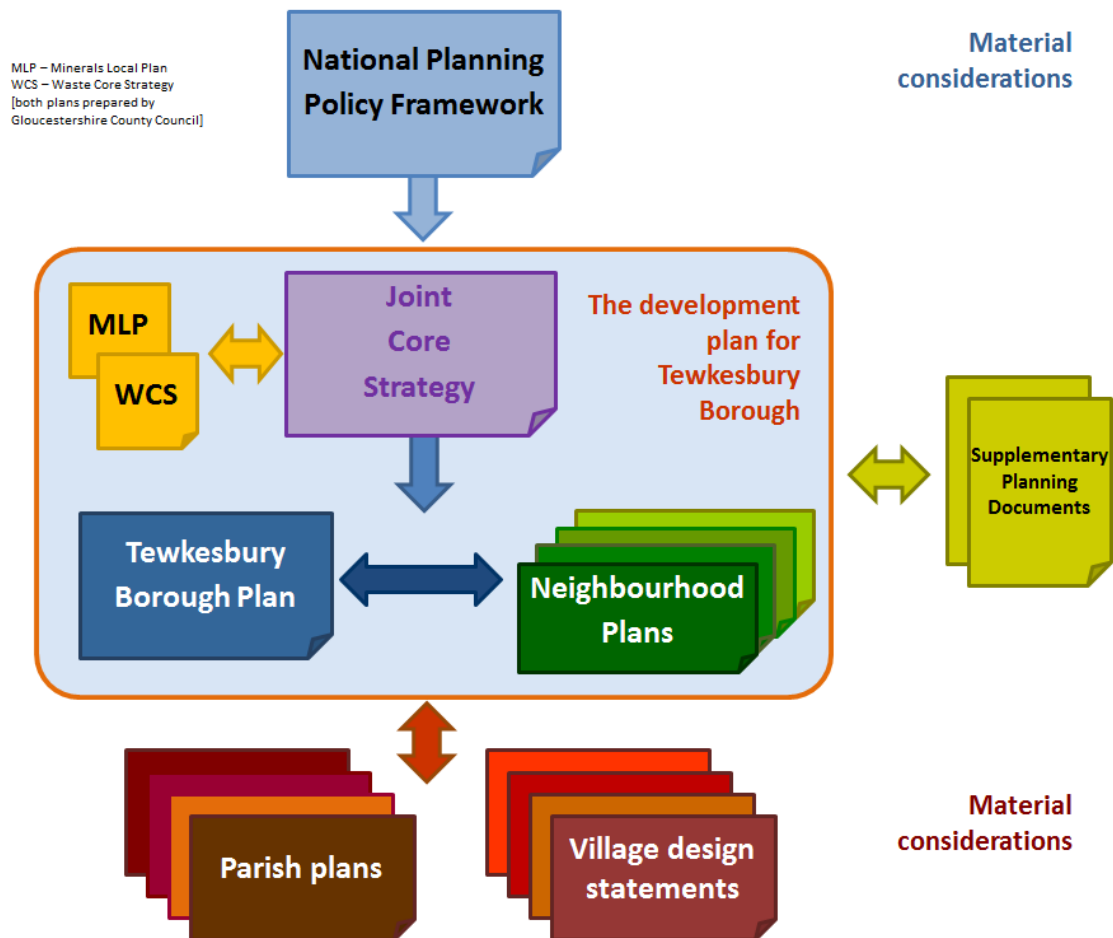 MLP – Minerals Local Plan
WCS – Waste Core Strategy
[both plans prepared by
Gloucestershire County Council]
National Planning
Policy Framework
Material
considerations
MLP
WCS
Joint
Core
Strategy
The development
plan for
Tewkesbury
Borough
Supplementary
Planning
Documents
Tewkesbury
Borough Plan
Neighbourhood
Plans
Parish plans
Village design
statements
Material
considerations